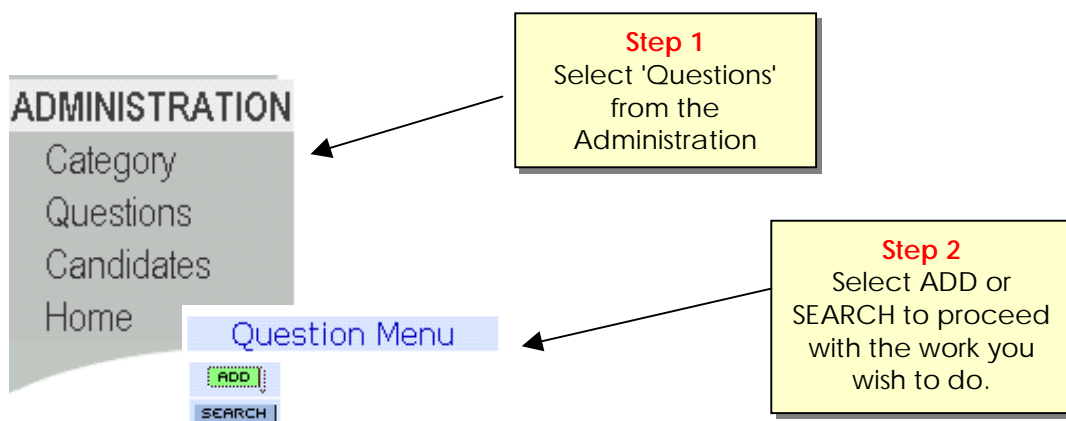 Step 1
Select 'Questions'
from the
Administration
ADMINISTRATION
Category
Questions
Candidates
Home
Step 2
Select ADD or
SEARCH to proceed
with the work you
wish to do.
Question Menu
ADD
SEARCH